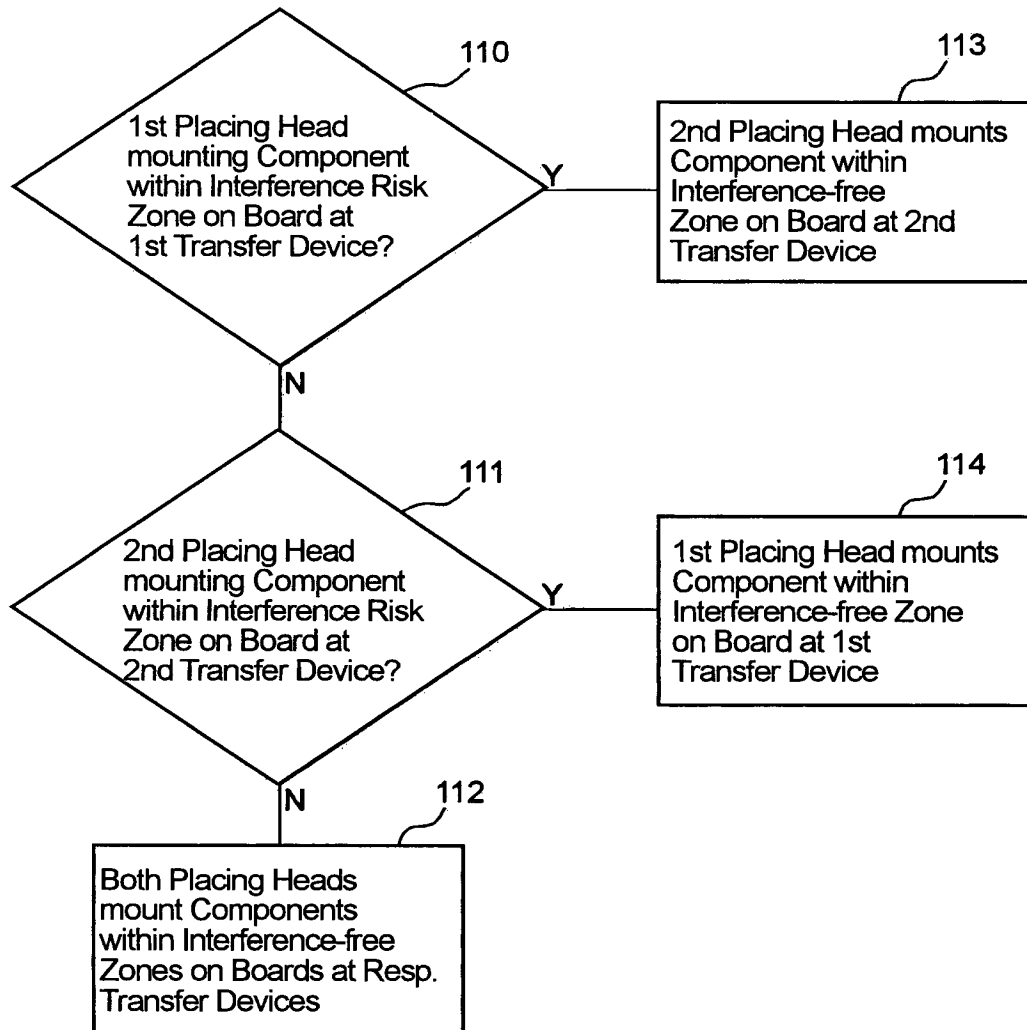 110
1st Placing Head
mounting Component
within Interference Risk
Zone on Board at
1st Transfer Device?
Y
N
113
2nd Placing Head mounts
Component within
Interference-free
Zone on Board at 2nd
Transfer Device
111
2nd Placing Head
mounting Component
within Interference Risk
Zone on Board at
2nd Transfer Device?
Y
N
114
1st Placing Head mounts
Component within
Interference-free Zone
on Board at 1st
Transfer Device
112
Both Placing Heads
mount Components
within Interference-free
Zones on Boards at Resp.
Transfer Devices